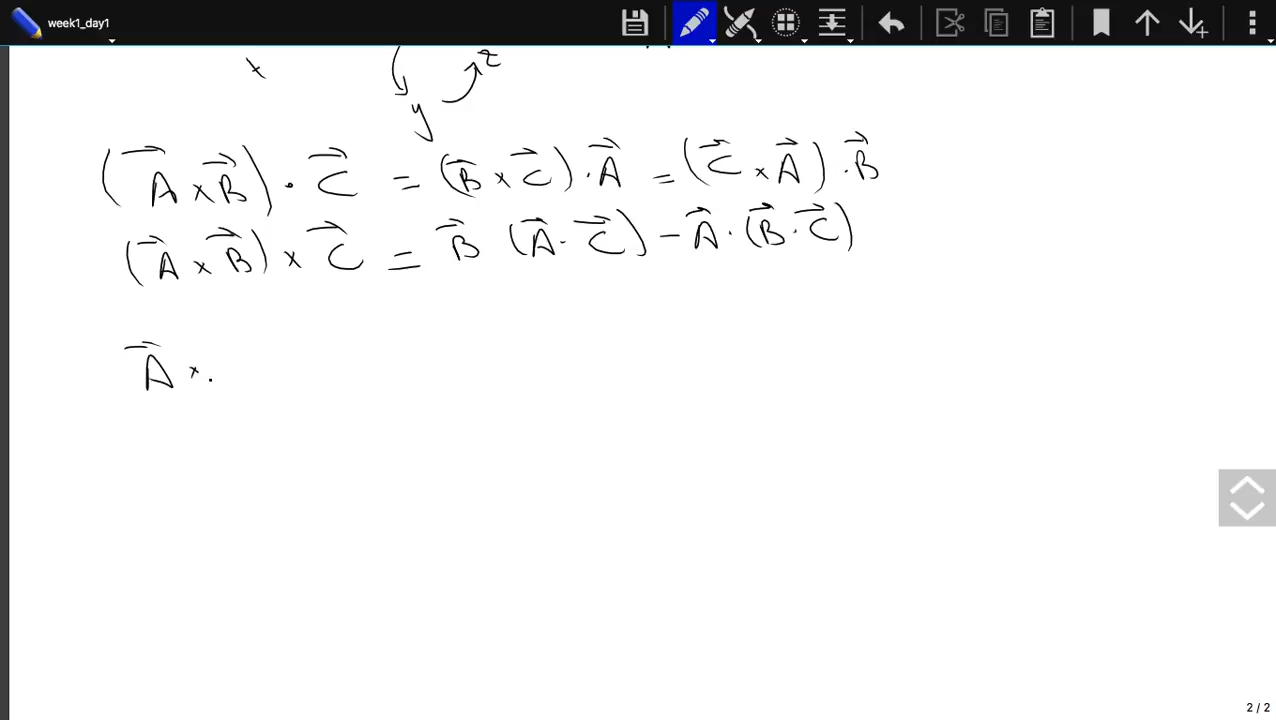 week1_day1
x
z
y
(A⃗ × B⃗) · C⃗ = (B⃗ × C⃗) · A⃗ = (C⃗ × A⃗) · B⃗
(A⃗ × B⃗) × C⃗ = B⃗ (A⃗ · C⃗) − A⃗ · (B⃗ · C⃗)
A⃗ × .
2 / 2